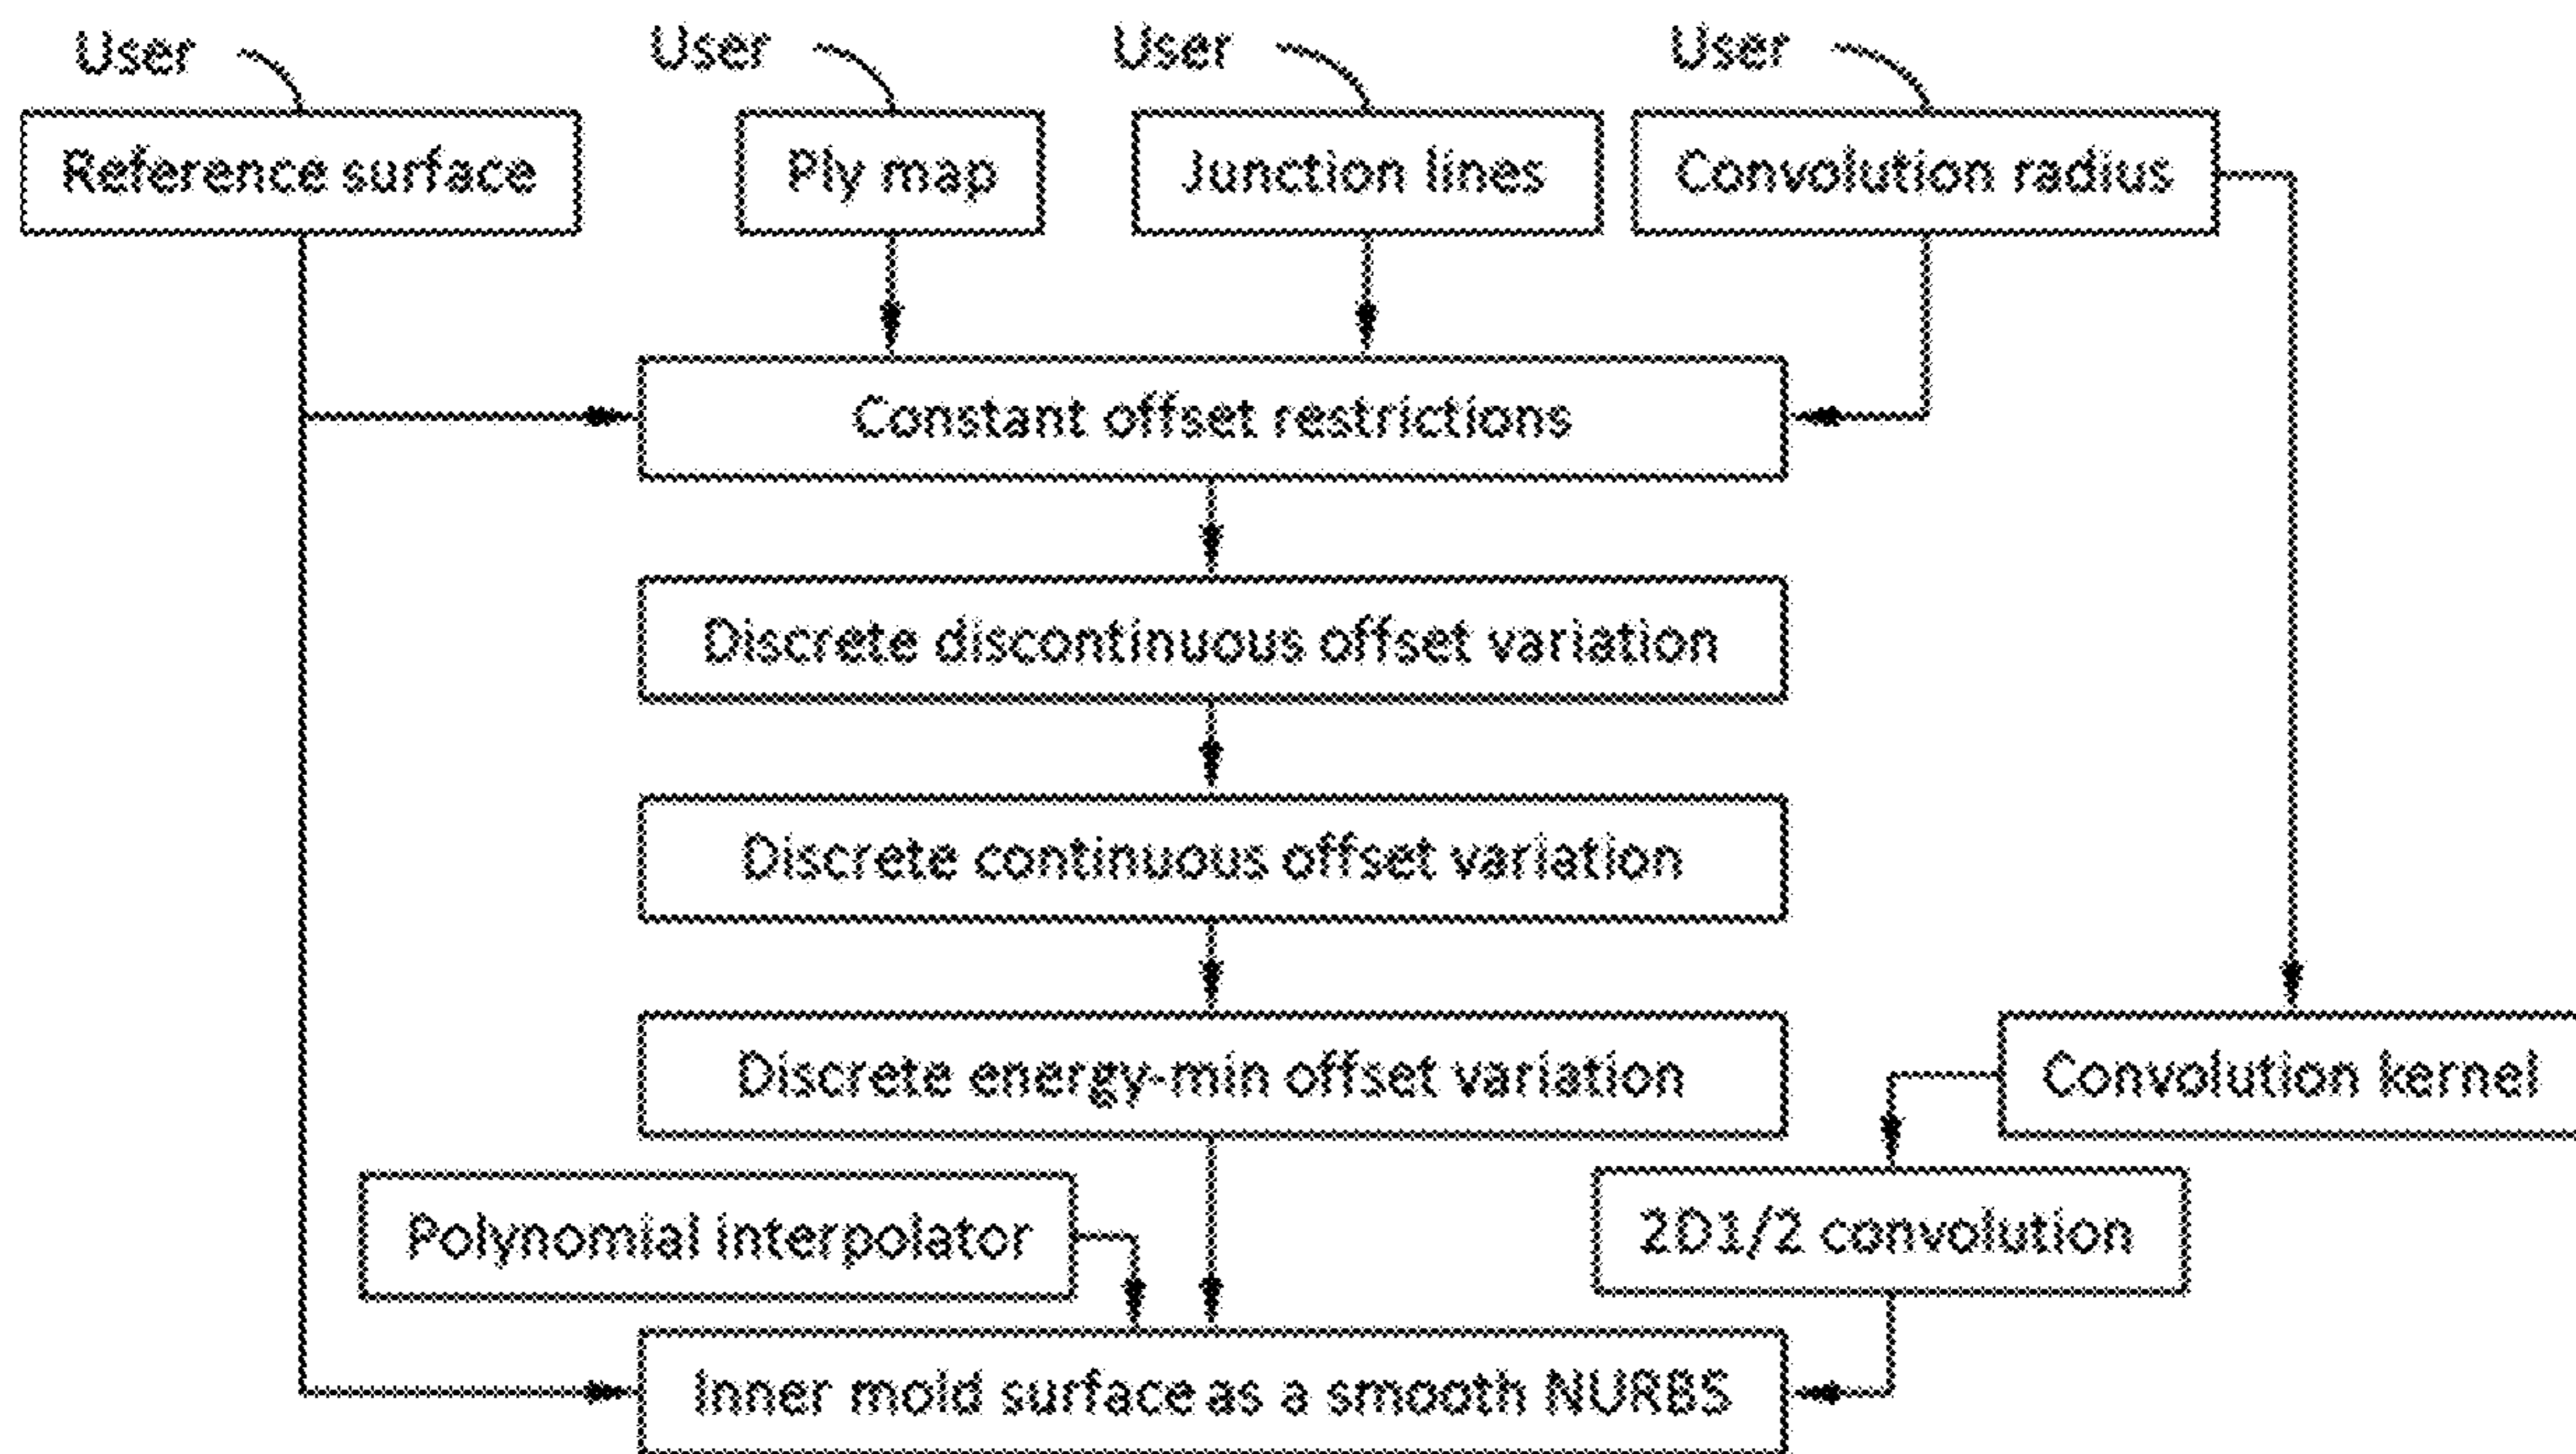 User
User
User
User
Reference surface
Ply map
Junction lines
Convolution radius
Constant offset restrictions
Discrete discontinuous offset variation
Discrete continuous offset variation
Discrete energy-min offset variation
Convolution kernel
Polynomial interpolator
2D1/2 convolution
Inner mold surface as a smooth NURBS